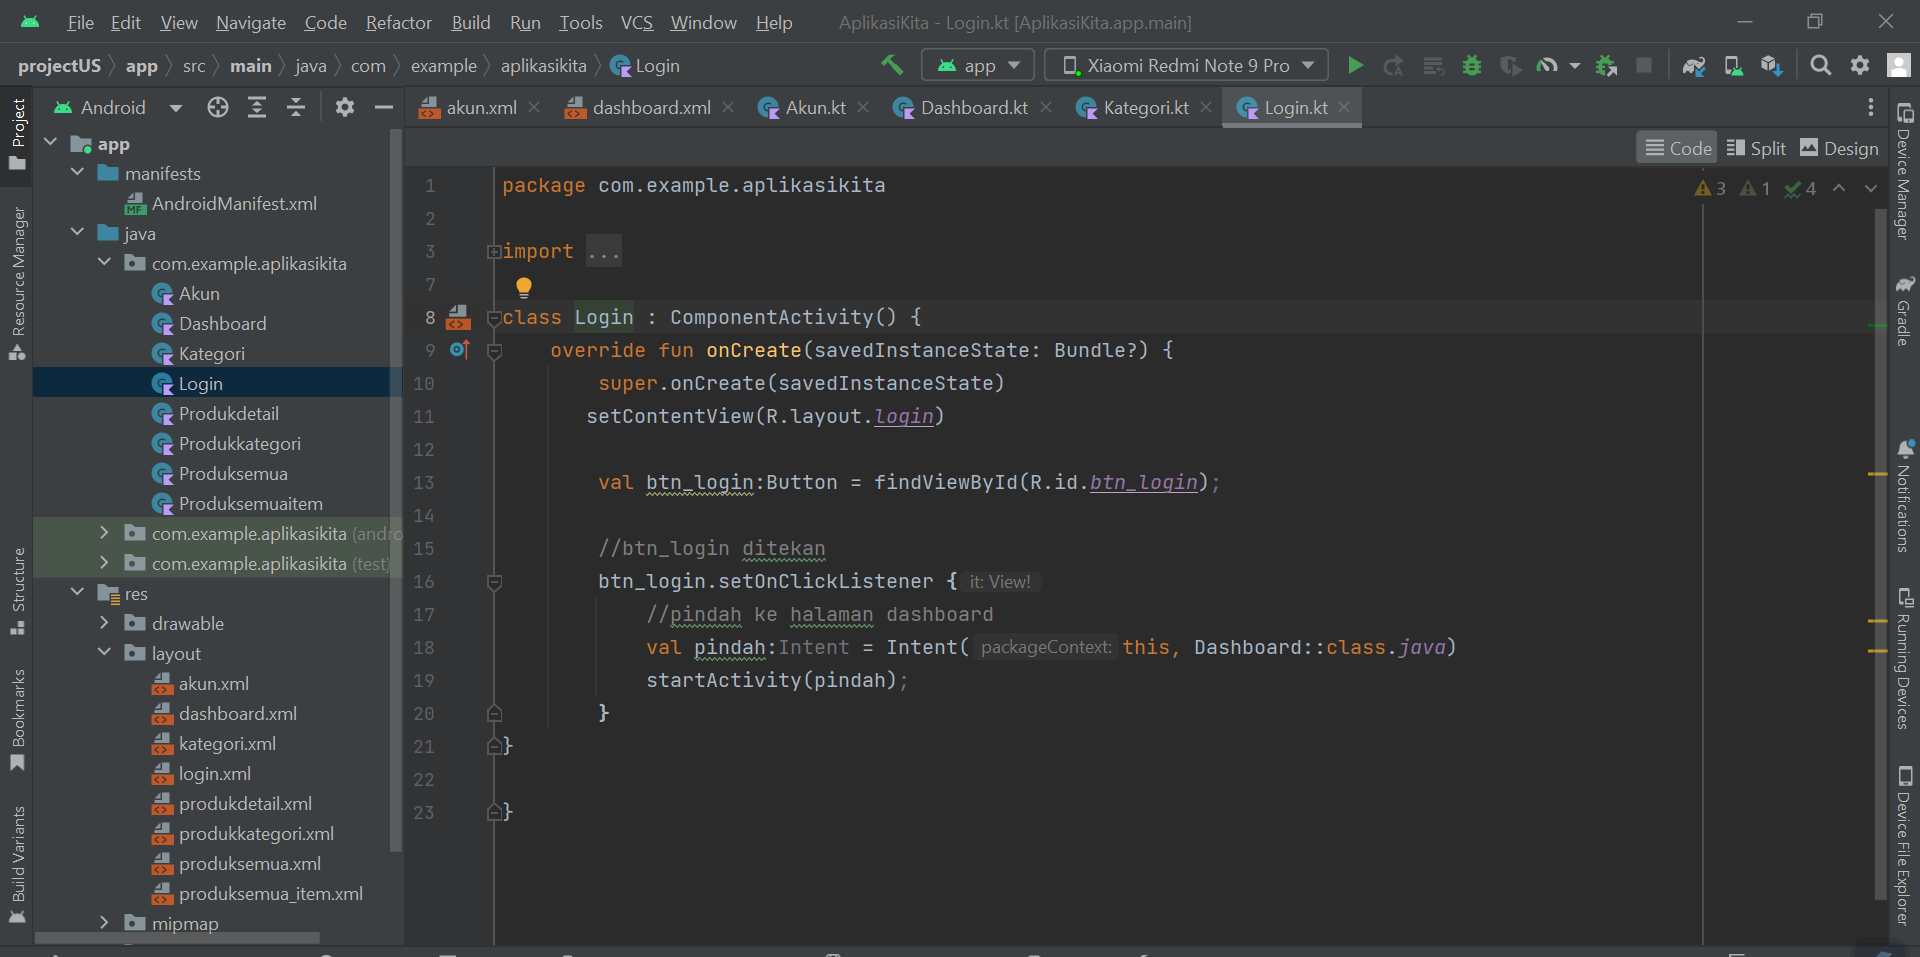 File Edit View Navigate Code Refactor Build Run Tools VCS Window Help AplikasiKita - Login.kt [AplikasiKita.app.main]
projectUS app src main java com example aplikasikita Login app Xiaomi Redmi Note 9 Pro
Android akun.xml dashboard.xml Akun.kt Dashboard.kt Kategori.kt Login.kt
Code Split Design
Project
Resource Manager
Structure
Bookmarks
Build Variants
app
manifests
AndroidManifest.xml
java
com.example.aplikasikita
Akun
Dashboard
Kategori
Login
Produkdetail
Produkkategori
Produksemua
Produksemuaitem
com.example.aplikasikita (andro
com.example.aplikasikita (test)
res
drawable
layout
akun.xml
dashboard.xml
kategori.xml
login.xml
produkdetail.xml
produkkategori.xml
produksemua.xml
produksemua_item.xml
mipmap
3 1 4
1 package com.example.aplikasikita
2
3 import ...
7
8 class Login : ComponentActivity() {
9 override fun onCreate(savedInstanceState: Bundle?) {
10 super.onCreate(savedInstanceState)
11 setContentView(R.layout.login)
12
13 val btn_login:Button = findViewById(R.id.btn_login);
14
15 //btn_login ditekan
16 btn_login.setOnClickListener { it: View!
17 //pindah ke halaman dashboard
18 val pindah:Intent = Intent( packageContext: this, Dashboard::class.java)
19 startActivity(pindah);
20 }
21 }
22
23 }
Device Manager
Gradle
Notifications
Running Devices
Device File Explorer